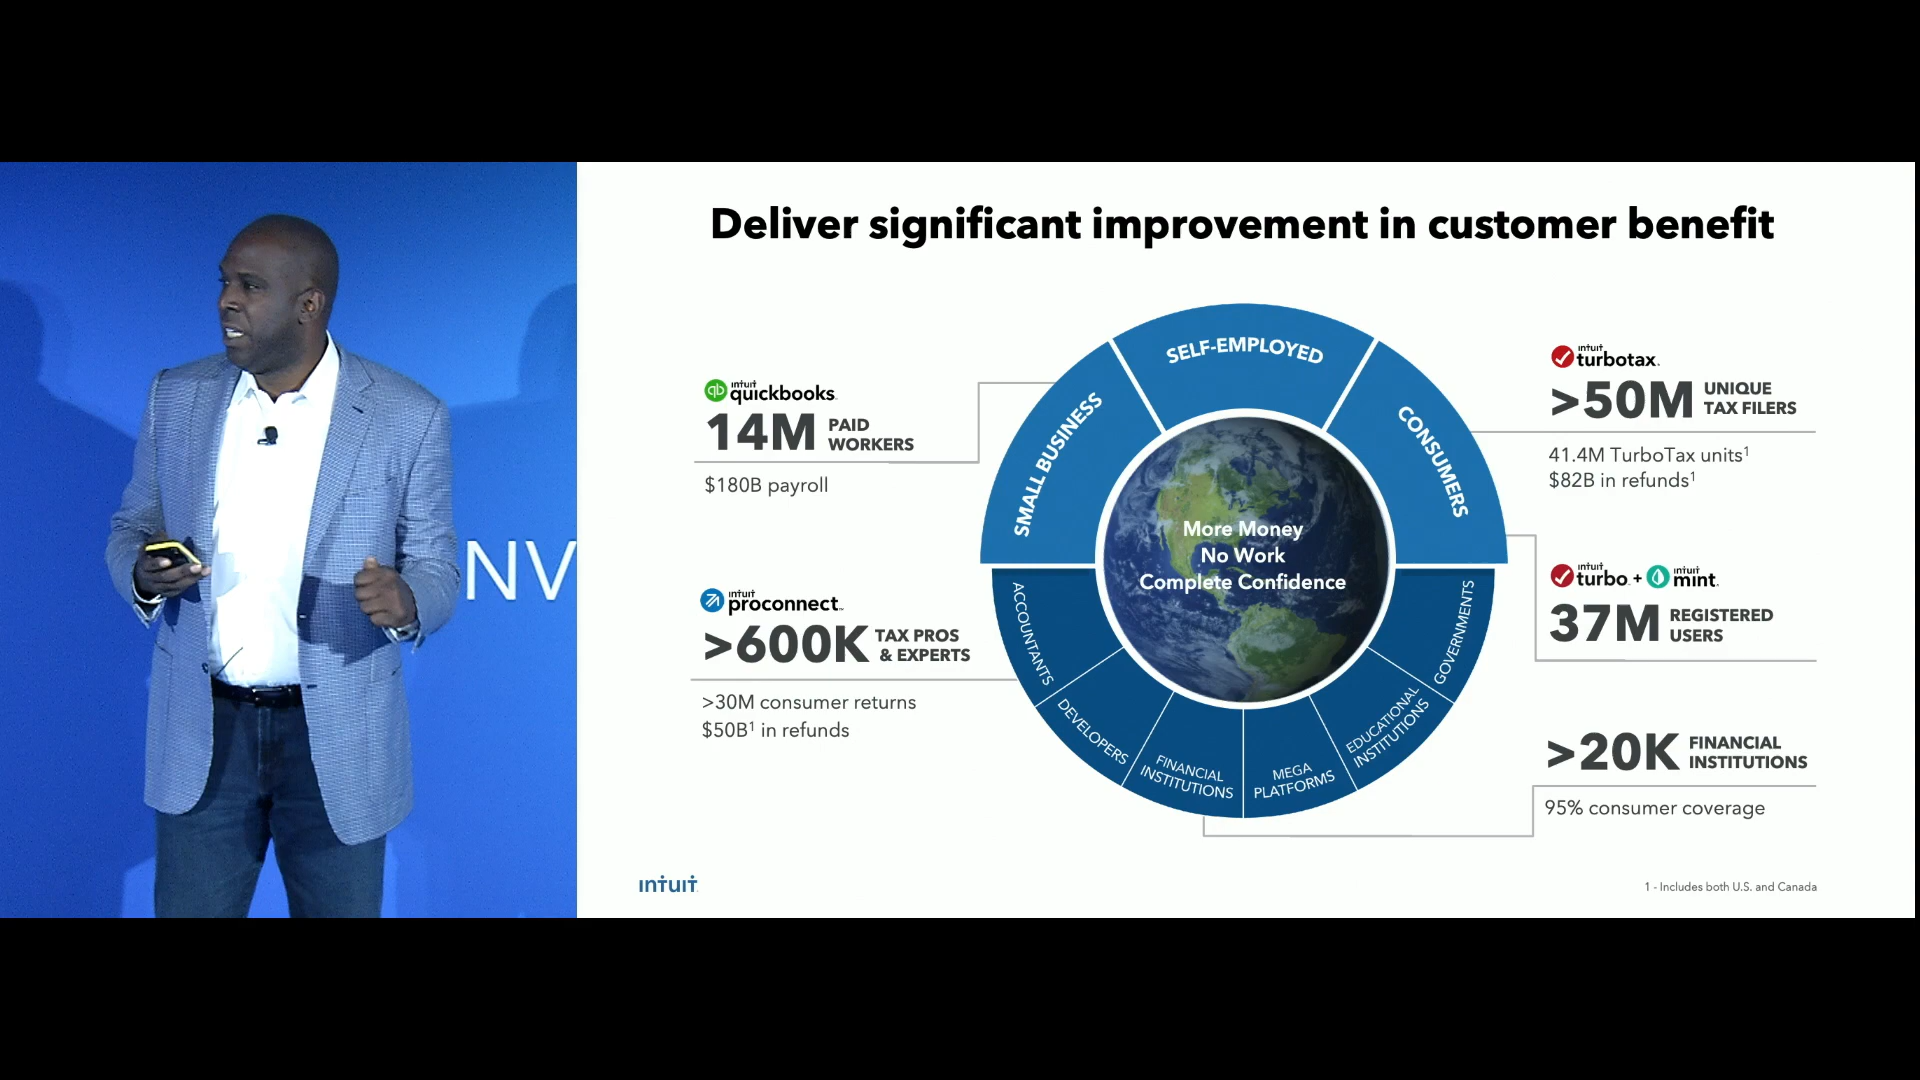 NV
Deliver significant improvement in customer benefit
intuit
quickbooks
14M PAID
WORKERS
$180B payroll
intuit
proconnect™
>600K TAX PROS
& EXPERTS
>30M consumer returns
$50B¹ in refunds
SELF-EMPLOYED
SMALL BUSINESS
CONSUMERS
More Money
No Work
Complete Confidence
ACCOUNTANTS
DEVELOPERS
FINANCIAL
INSTITUTIONS
MEGA
PLATFORMS
EDUCATIONAL
INSTITUTIONS
GOVERNMENTS
intuit
turbotax.
>50M UNIQUE
TAX FILERS
41.4M TurboTax units¹
$82B in refunds¹
intuit intuit
turbo. + mint.
37M REGISTERED
USERS
>20K FINANCIAL
INSTITUTIONS
95% consumer coverage
intuit
1 - Includes both U.S. and Canada